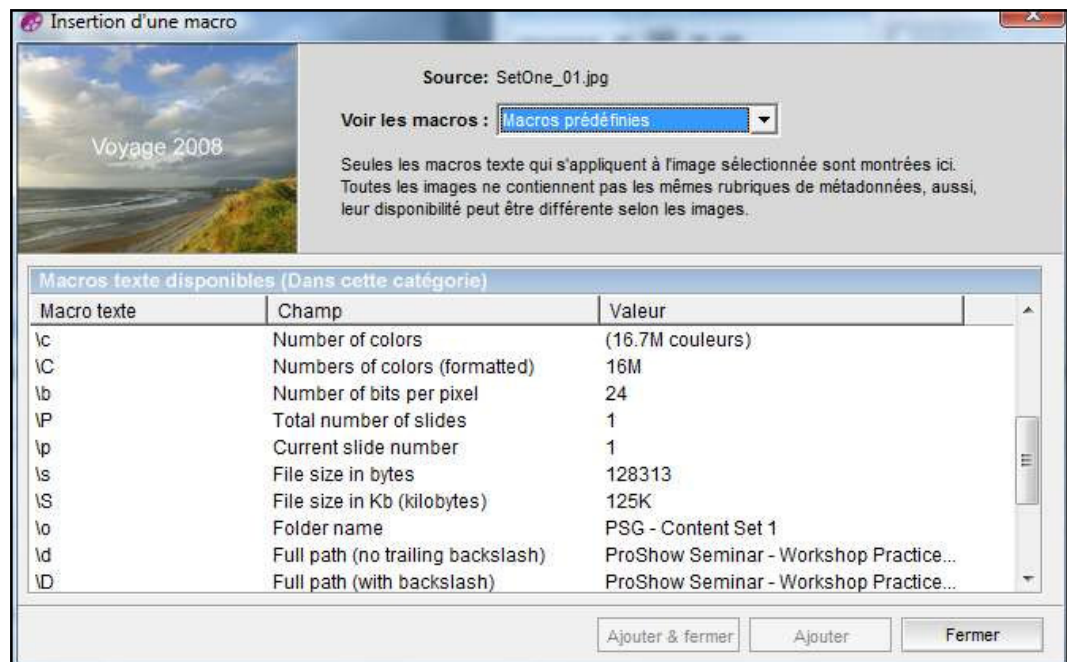 Insertion d'une macro
Voyage 2008
Source: SetOne_01.jpg
Voir les macros : Macros prédéfinies
Seules les macros texte qui s'appliquent à l'image sélectionnée sont montrées ici.
Toutes les images ne contiennent pas les mêmes rubriques de métadonnées, aussi,
leur disponibilité peut être différente selon les images.
Macros texte disponibles (Dans cette catégorie)
Macro texte Champ Valeur
\c Number of colors (16.7M couleurs)
\C Numbers of colors (formatted) 16M
\b Number of bits per pixel 24
\P Total number of slides 1
\p Current slide number 1
\s File size in bytes 128313
\S File size in Kb (kilobytes) 125K
\o Folder name PSG - Content Set 1
\d Full path (no trailing backslash) ProShow Seminar - Workshop Practice...
\D Full path (with backslash) ProShow Seminar - Workshop Practice...
Ajouter & fermer Ajouter Fermer